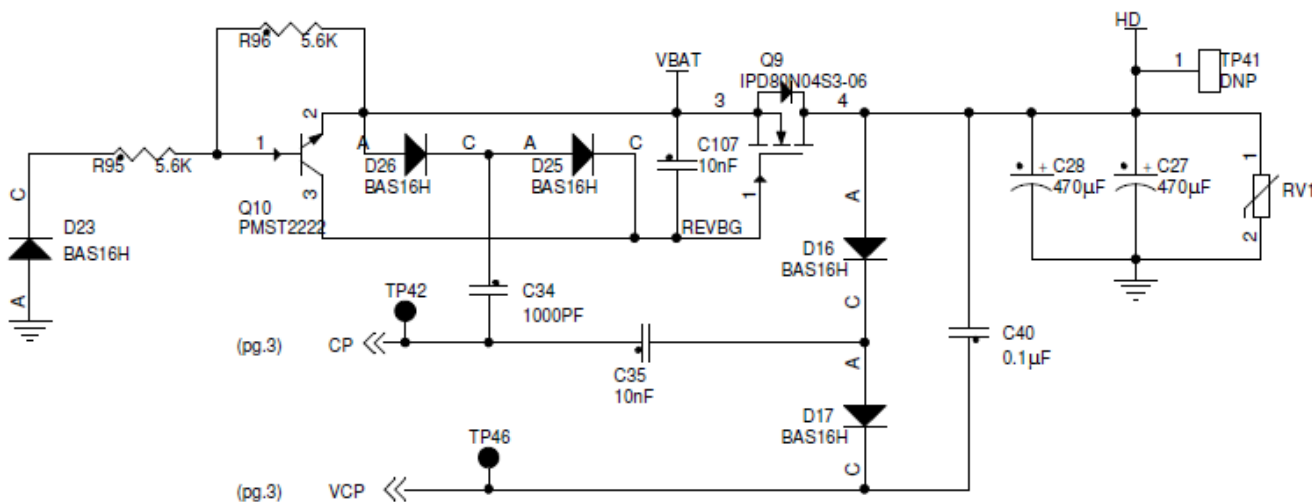 HD
R96 5.6K
VBAT
Q9
IPD80N04S3-06
1
TP41
DNP
3
4
2
1
A
D26
BAS16H
C
A
D25
BAS16H
C
C107
10nF
R95 5.6K
3
1
C28
470µF
C27
470µF
1
RV1
2
C
D23
BAS16H
A
Q10
PMST2222
REVBG
A
D16
BAS16H
C
TP42
C34
1000PF
C40
0.1µF
(pg.3) CP
C35
10nF
A
D17
BAS16H
C
TP46
(pg.3) VCP